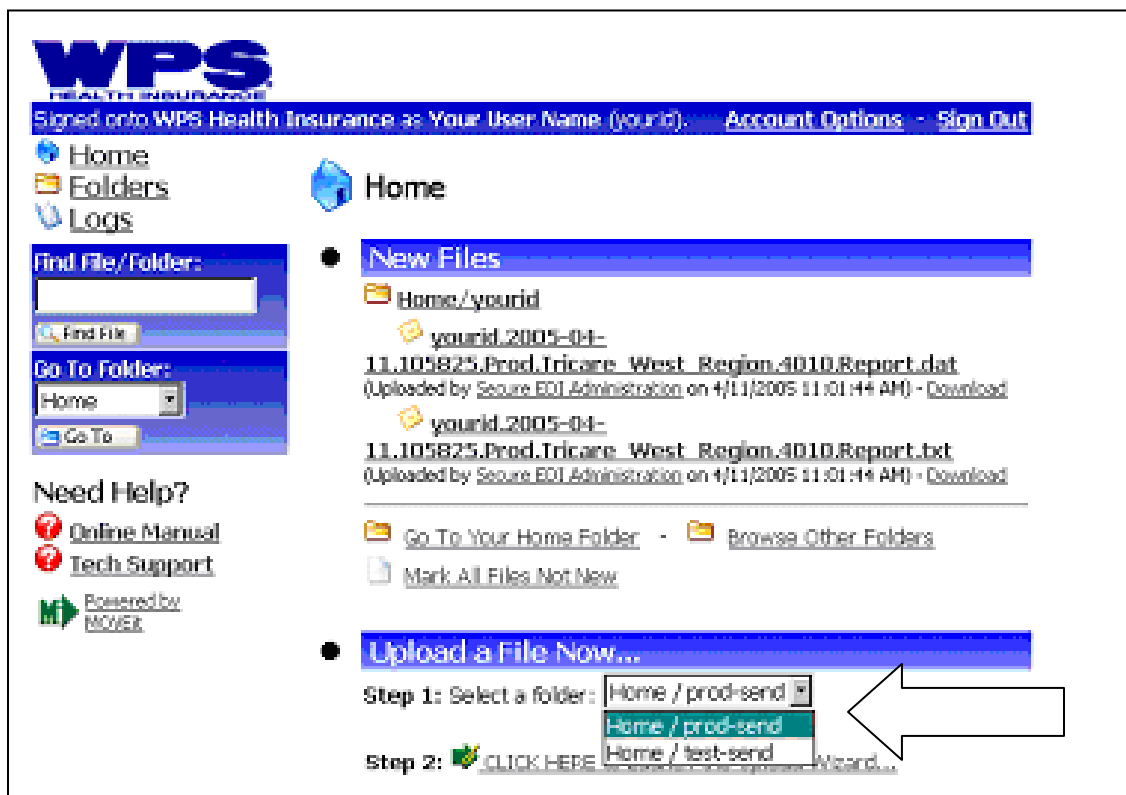 WPS
HEALTH INSURANCE
Signed onto WPS Health Insurance as Your User Name (yourid). Account Options - Sign Out
Home
Folders
Logs
Find File/Folder:
Find File
Go To Folder:
Home
Go To
Need Help?
Online Manual
Tech Support
Mi
Powered by
MOVEit
Home
New Files
Home/yourid
yourid.2005-04-
11.105825.Prod.Tricare_West_Region.4010.Report.dat
(Uploaded by Secure EDI Administration on 4/11/2005 11:01:44 AM) - Download
yourid.2005-04-
11.105825.Prod.Tricare_West_Region.4010.Report.txt
(Uploaded by Secure EDI Administration on 4/11/2005 11:01:44 AM) - Download
Go To Your Home Folder - Browse Other Folders
Mark All Files Not New
Upload a File Now...
Step 1: Select a folder: Home / prod-send
Home / prod-send
Home / test-send
Step 2: CLICK HERE Wizard...